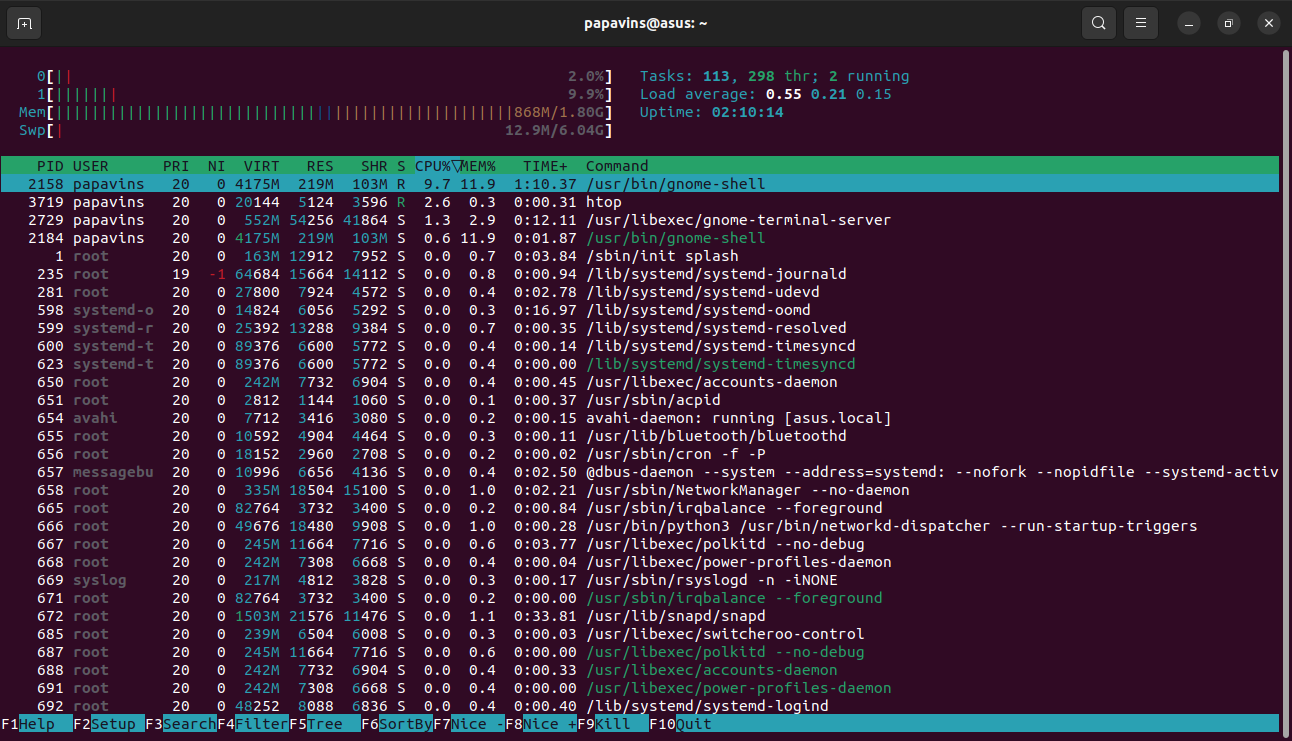 papavins@asus: ~
0[|| 2.0%] Tasks: 113, 298 thr; 2 running
1[||||||| 9.9%] Load average: 0.55 0.21 0.15
Mem[|||||||||||||||||||||||||||||||||||||||||||||||||||868M/1.80G] Uptime: 02:10:14
Swp[| 12.9M/6.04G]
PID USER PRI NI VIRT RES SHR S CPU%▽MEM% TIME+ Command
2158 papavins 20 0 4175M 219M 103M R 9.7 11.9 1:10.37 /usr/bin/gnome-shell
3719 papavins 20 0 20144 5124 3596 R 2.6 0.3 0:00.31 htop
2729 papavins 20 0 552M 54256 41864 S 1.3 2.9 0:12.11 /usr/libexec/gnome-terminal-server
2184 papavins 20 0 4175M 219M 103M S 0.6 11.9 0:01.87 /usr/bin/gnome-shell
1 root 20 0 163M 12912 7952 S 0.0 0.7 0:03.84 /sbin/init splash
235 root 19 -1 64684 15664 14112 S 0.0 0.8 0:00.94 /lib/systemd/systemd-journald
281 root 20 0 27800 7924 4572 S 0.0 0.4 0:02.78 /lib/systemd/systemd-udevd
598 systemd-o 20 0 14824 6056 5292 S 0.0 0.3 0:16.97 /lib/systemd/systemd-oomd
599 systemd-r 20 0 25392 13288 9384 S 0.0 0.7 0:00.35 /lib/systemd/systemd-resolved
600 systemd-t 20 0 89376 6600 5772 S 0.0 0.4 0:00.14 /lib/systemd/systemd-timesyncd
623 systemd-t 20 0 89376 6600 5772 S 0.0 0.4 0:00.00 /lib/systemd/systemd-timesyncd
650 root 20 0 242M 7732 6904 S 0.0 0.4 0:00.45 /usr/libexec/accounts-daemon
651 root 20 0 2812 1144 1060 S 0.0 0.1 0:00.37 /usr/sbin/acpid
654 avahi 20 0 7712 3416 3080 S 0.0 0.2 0:00.15 avahi-daemon: running [asus.local]
655 root 20 0 10592 4904 4464 S 0.0 0.3 0:00.11 /usr/lib/bluetooth/bluetoothd
656 root 20 0 18152 2960 2708 S 0.0 0.2 0:00.02 /usr/sbin/cron -f -P
657 messagebu 20 0 10996 6656 4136 S 0.0 0.4 0:02.50 @dbus-daemon --system --address=systemd: --nofork --nopidfile --systemd-activ
658 root 20 0 335M 18504 15100 S 0.0 1.0 0:02.21 /usr/sbin/NetworkManager --no-daemon
665 root 20 0 82764 3732 3400 S 0.0 0.2 0:00.84 /usr/sbin/irqbalance --foreground
666 root 20 0 49676 18480 9908 S 0.0 1.0 0:00.28 /usr/bin/python3 /usr/bin/networkd-dispatcher --run-startup-triggers
667 root 20 0 245M 11664 7716 S 0.0 0.6 0:03.77 /usr/libexec/polkitd --no-debug
668 root 20 0 242M 7308 6668 S 0.0 0.4 0:00.04 /usr/libexec/power-profiles-daemon
669 syslog 20 0 217M 4812 3828 S 0.0 0.3 0:00.17 /usr/sbin/rsyslogd -n -iNONE
671 root 20 0 82764 3732 3400 S 0.0 0.2 0:00.00 /usr/sbin/irqbalance --foreground
672 root 20 0 1503M 21576 11476 S 0.0 1.1 0:33.81 /usr/lib/snapd/snapd
685 root 20 0 239M 6504 6008 S 0.0 0.3 0:00.03 /usr/libexec/switcheroo-control
687 root 20 0 245M 11664 7716 S 0.0 0.6 0:00.00 /usr/libexec/polkitd --no-debug
688 root 20 0 242M 7732 6904 S 0.0 0.4 0:00.33 /usr/libexec/accounts-daemon
691 root 20 0 242M 7308 6668 S 0.0 0.4 0:00.00 /usr/libexec/power-profiles-daemon
692 root 20 0 48252 8088 6836 S 0.0 0.4 0:00.40 /lib/systemd/systemd-logind
F1Help F2Setup F3SearchF4FilterF5Tree F6SortByF7Nice -F8Nice +F9Kill F10Quit